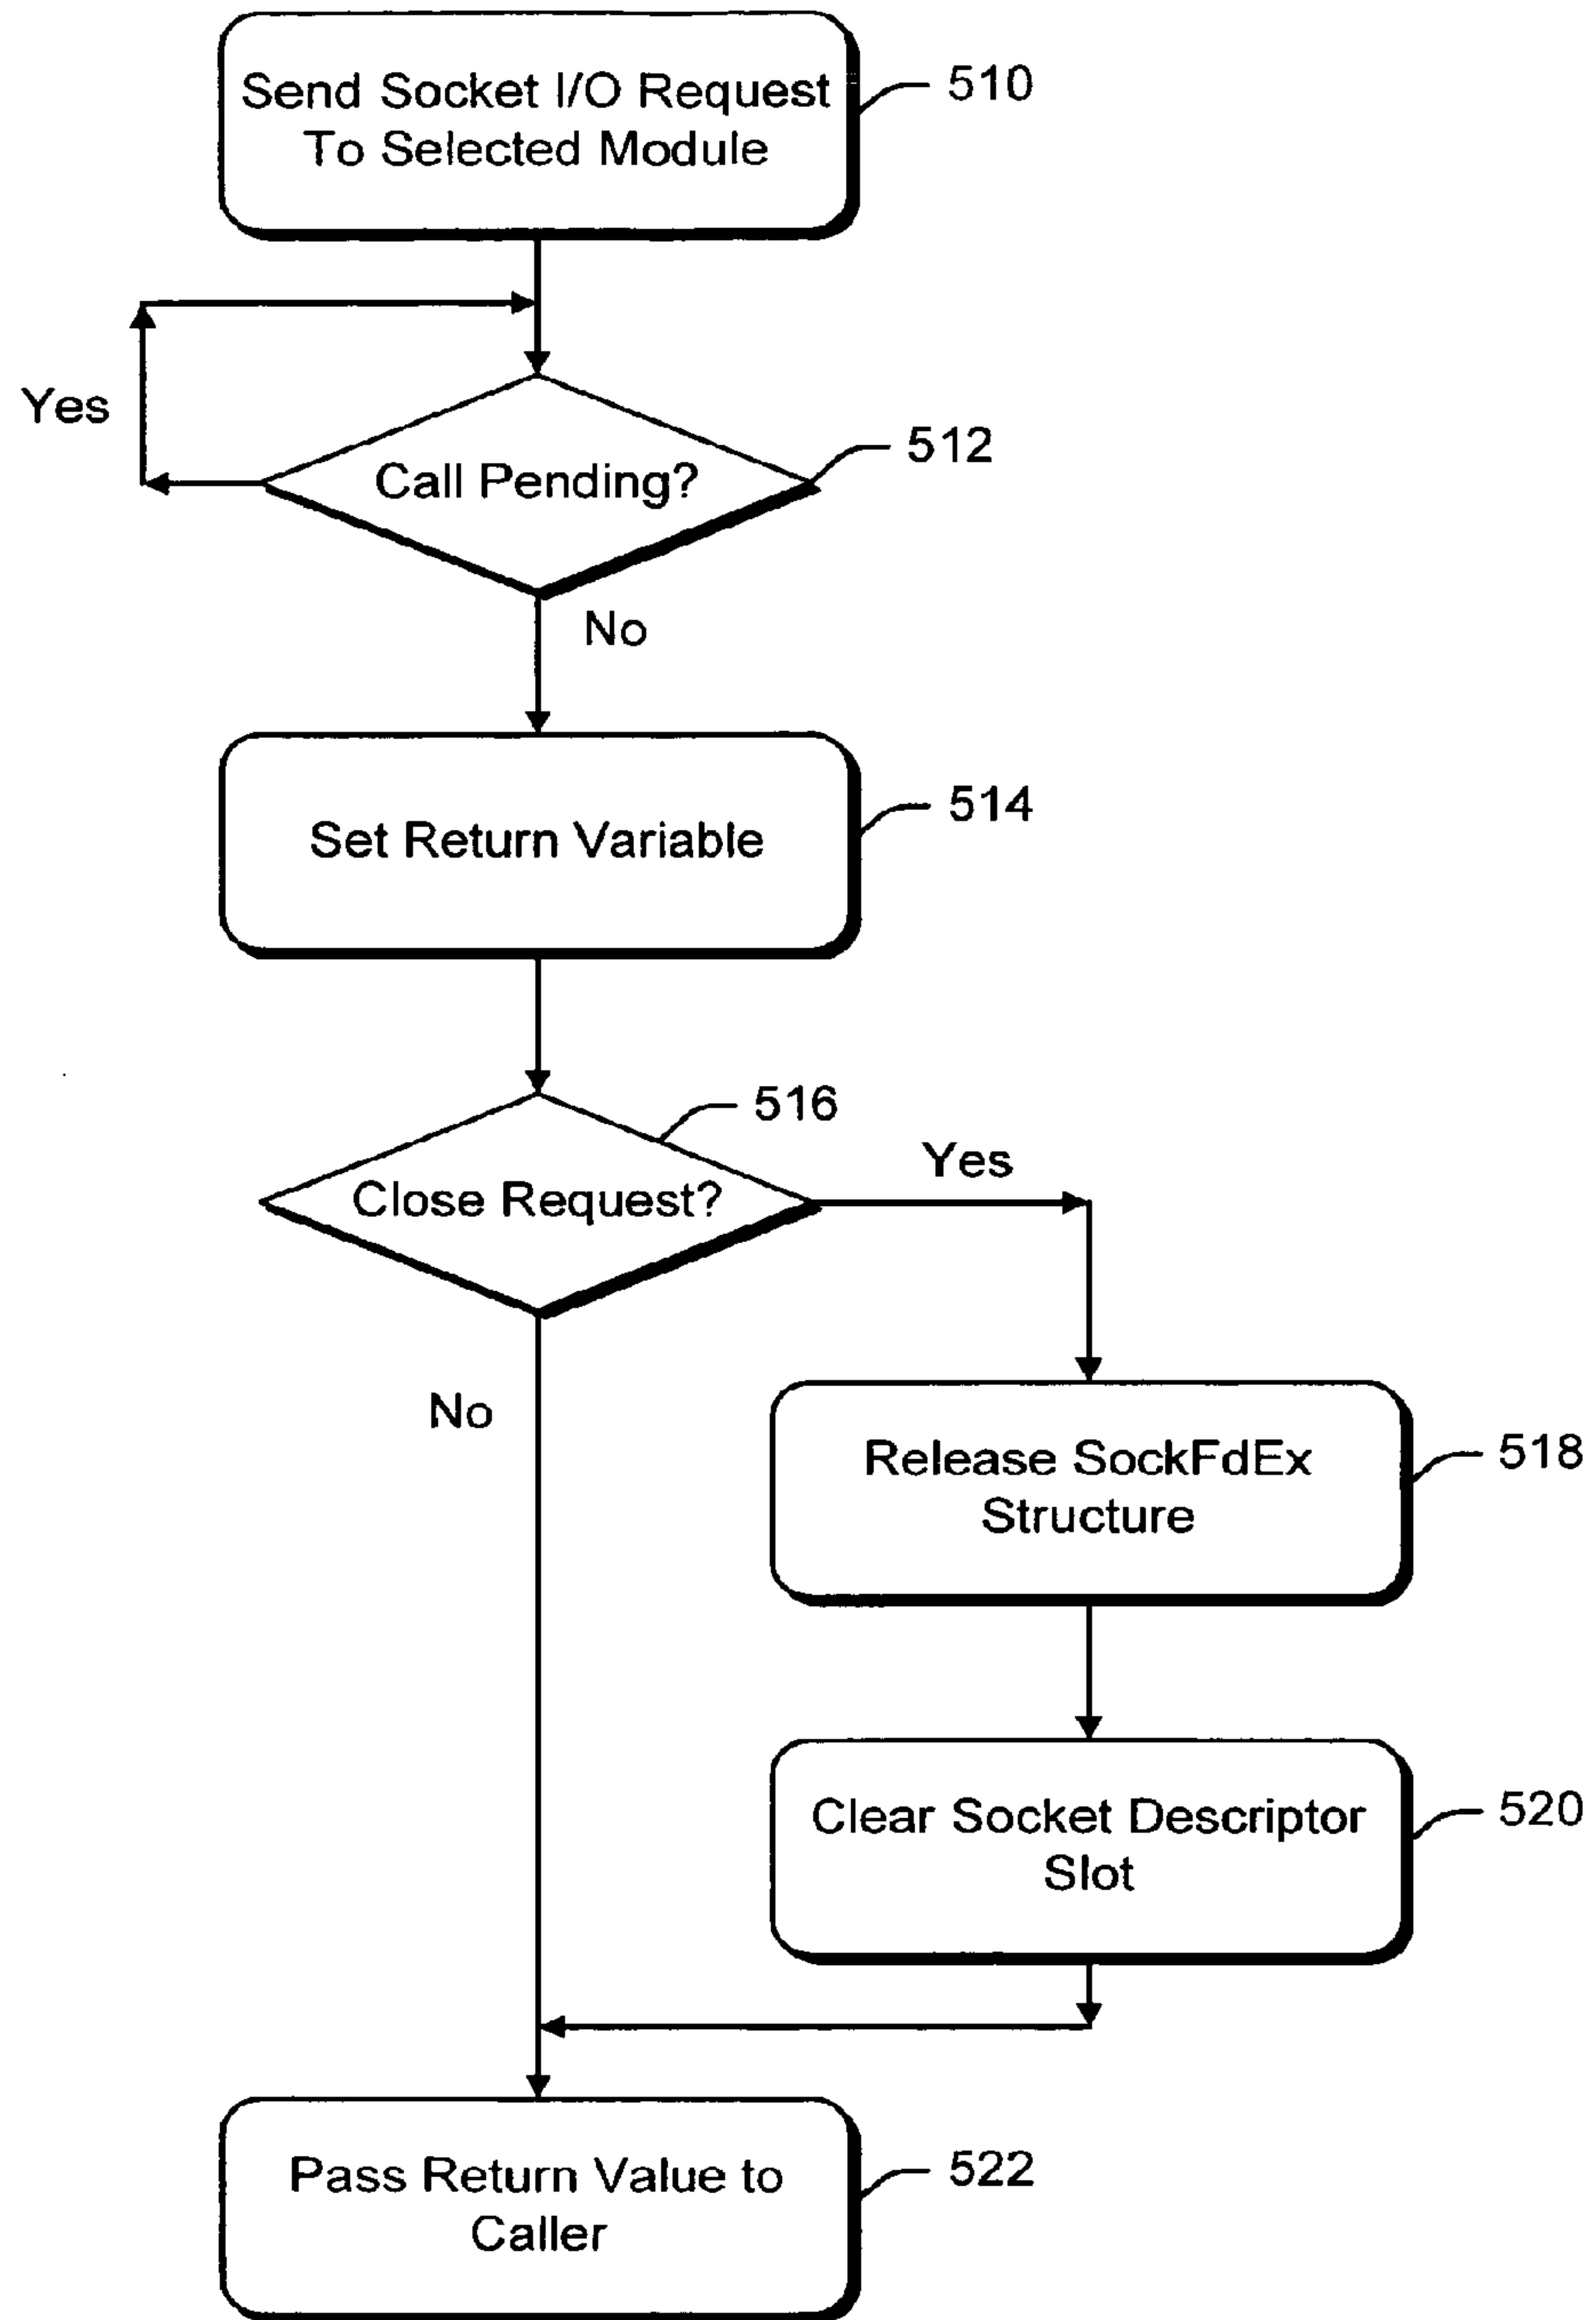 Send Socket I/O Request
To Selected Module
510
Yes
Call Pending?
512
No
Set Return Variable
514
516
Close Request?
Yes
No
Release SockFdEx
Structure
518
Clear Socket Descriptor
Slot
520
Pass Return Value to
Caller
522